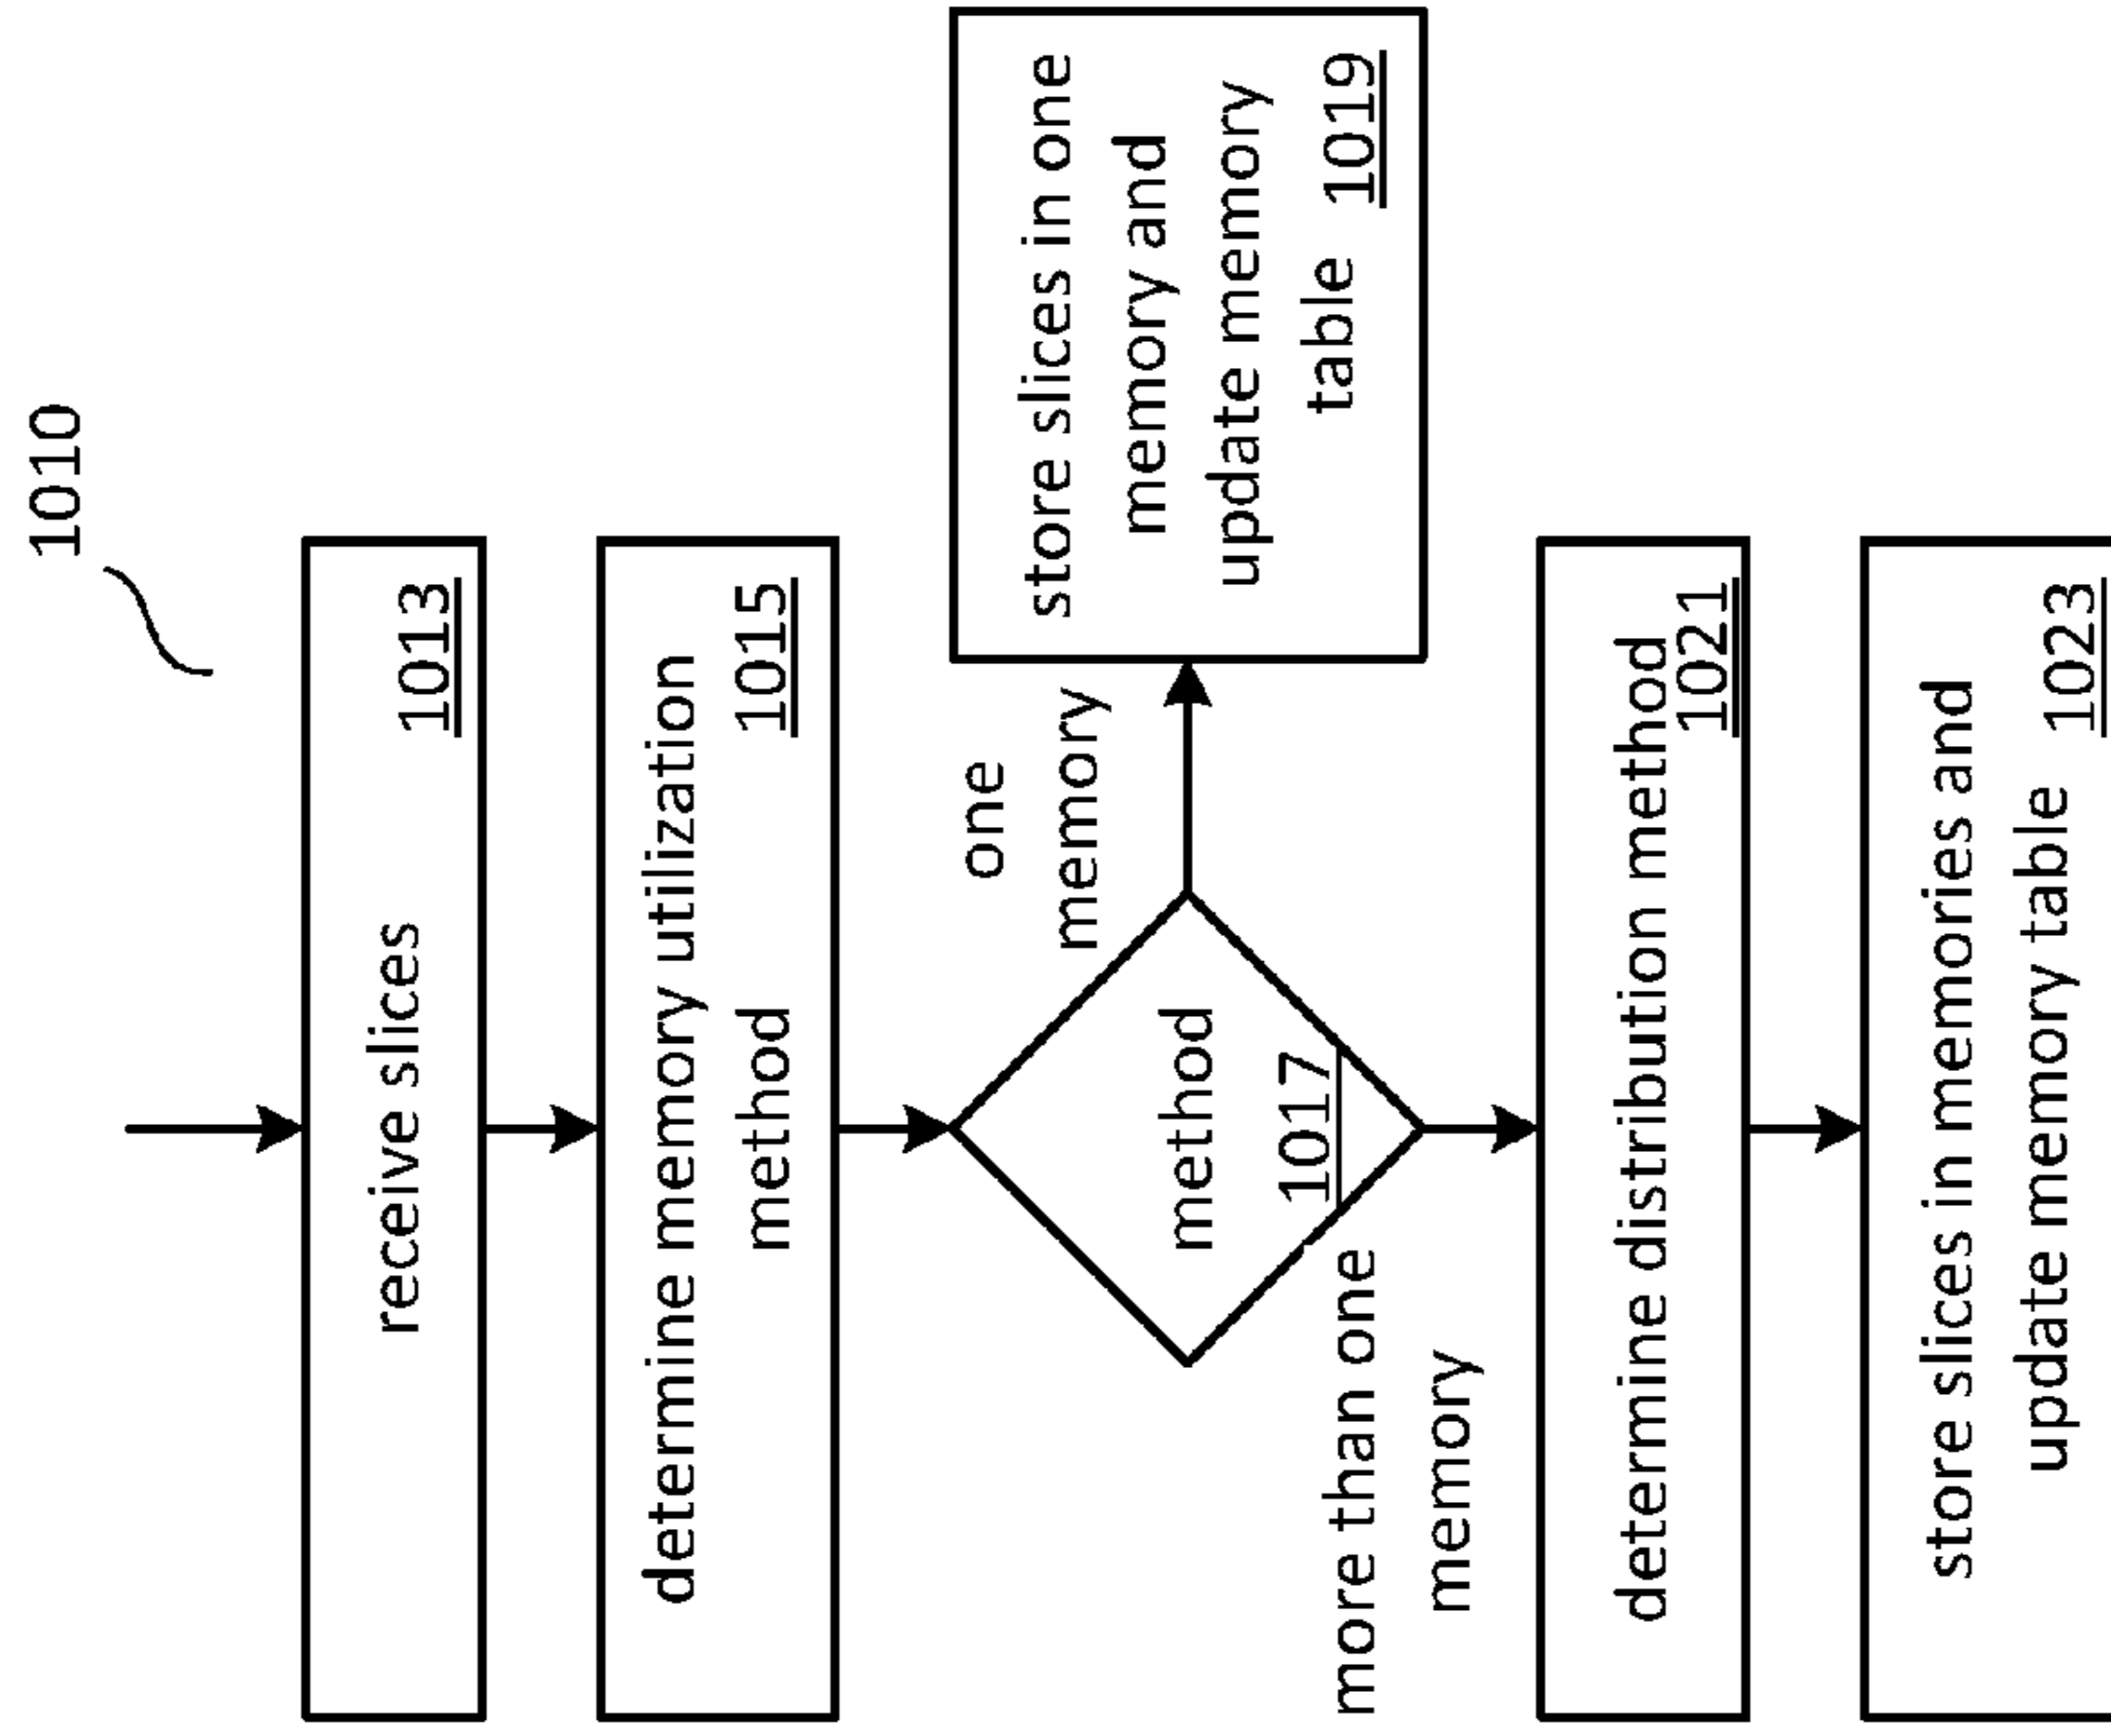 1010
receive slices
1013
determine memory utilization
method 1015
one
memory
method
1017
store slices in one
memory and
update memory
table 1019
more than one
memory
determine distribution method
1021
store slices in memories and
update memory table 1023